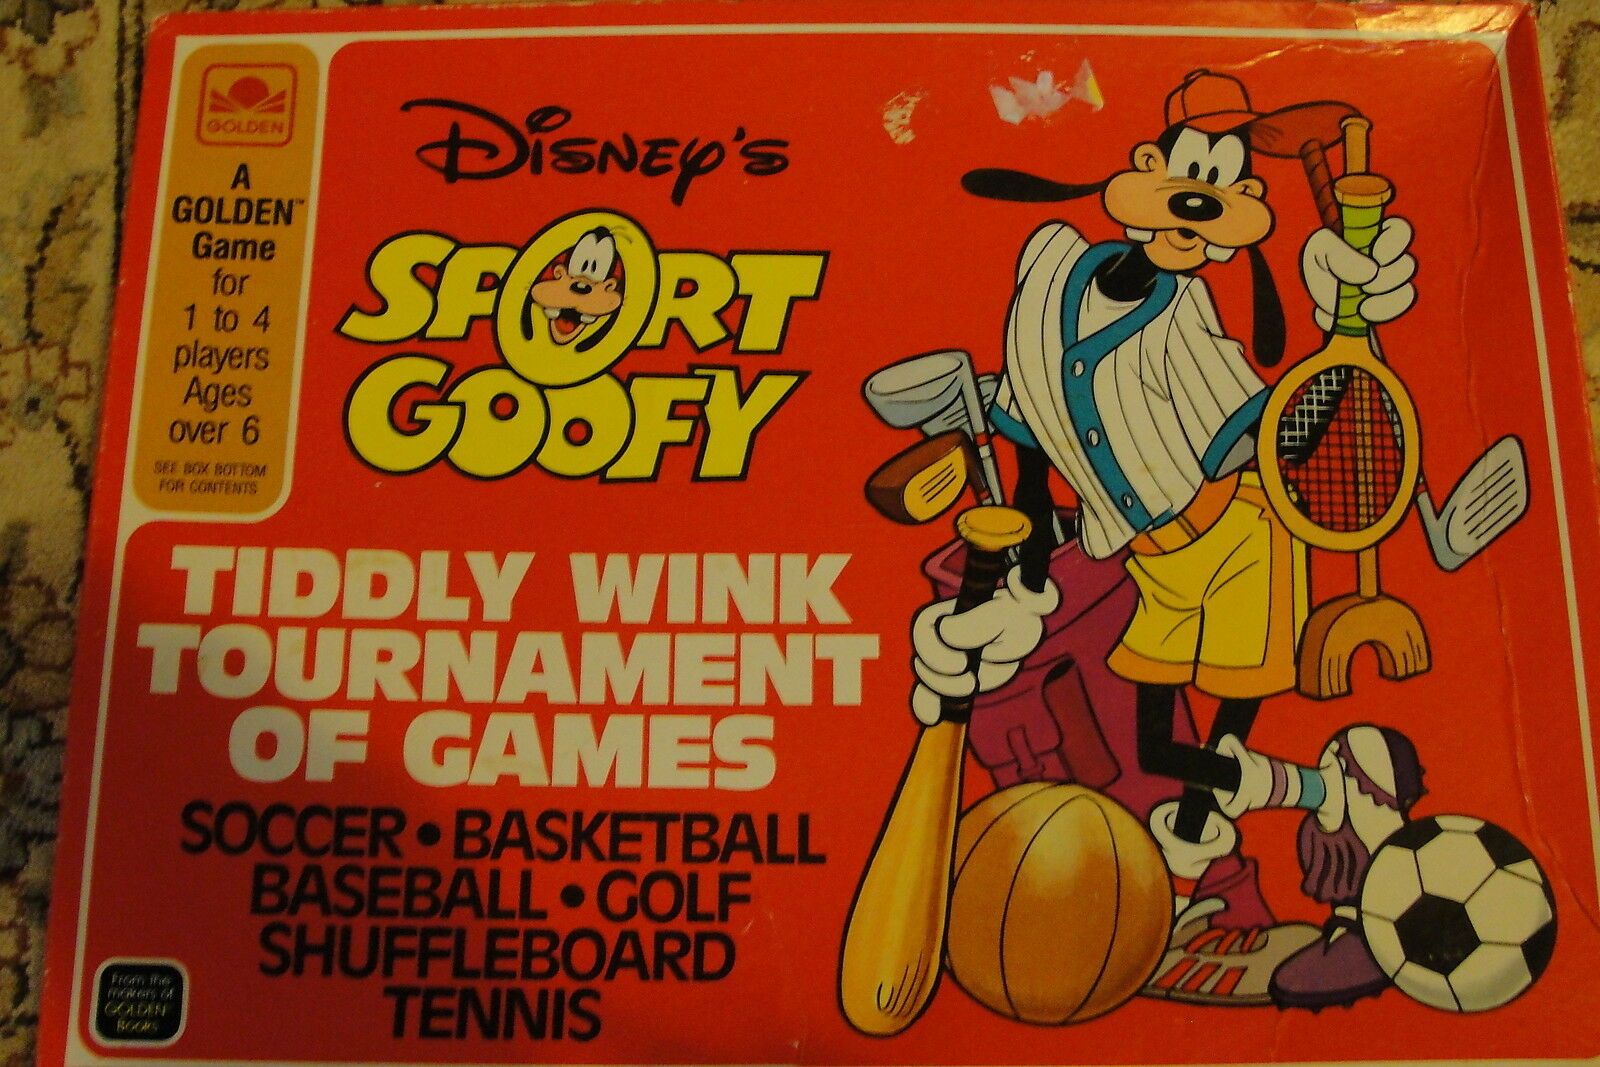 GOLDEN
A
GOLDEN™
Game
for
1 to 4
players
Ages
over 6
SEE BOX BOTTOM
FOR CONTENTS
DISNEY'S
SPORT
GOOFY
TIDDLY WINK
TOURNAMENT
OF GAMES
SOCCER • BASKETBALL
BASEBALL • GOLF
SHUFFLEBOARD
TENNIS
From the
makers of
GOLDEN™
Books